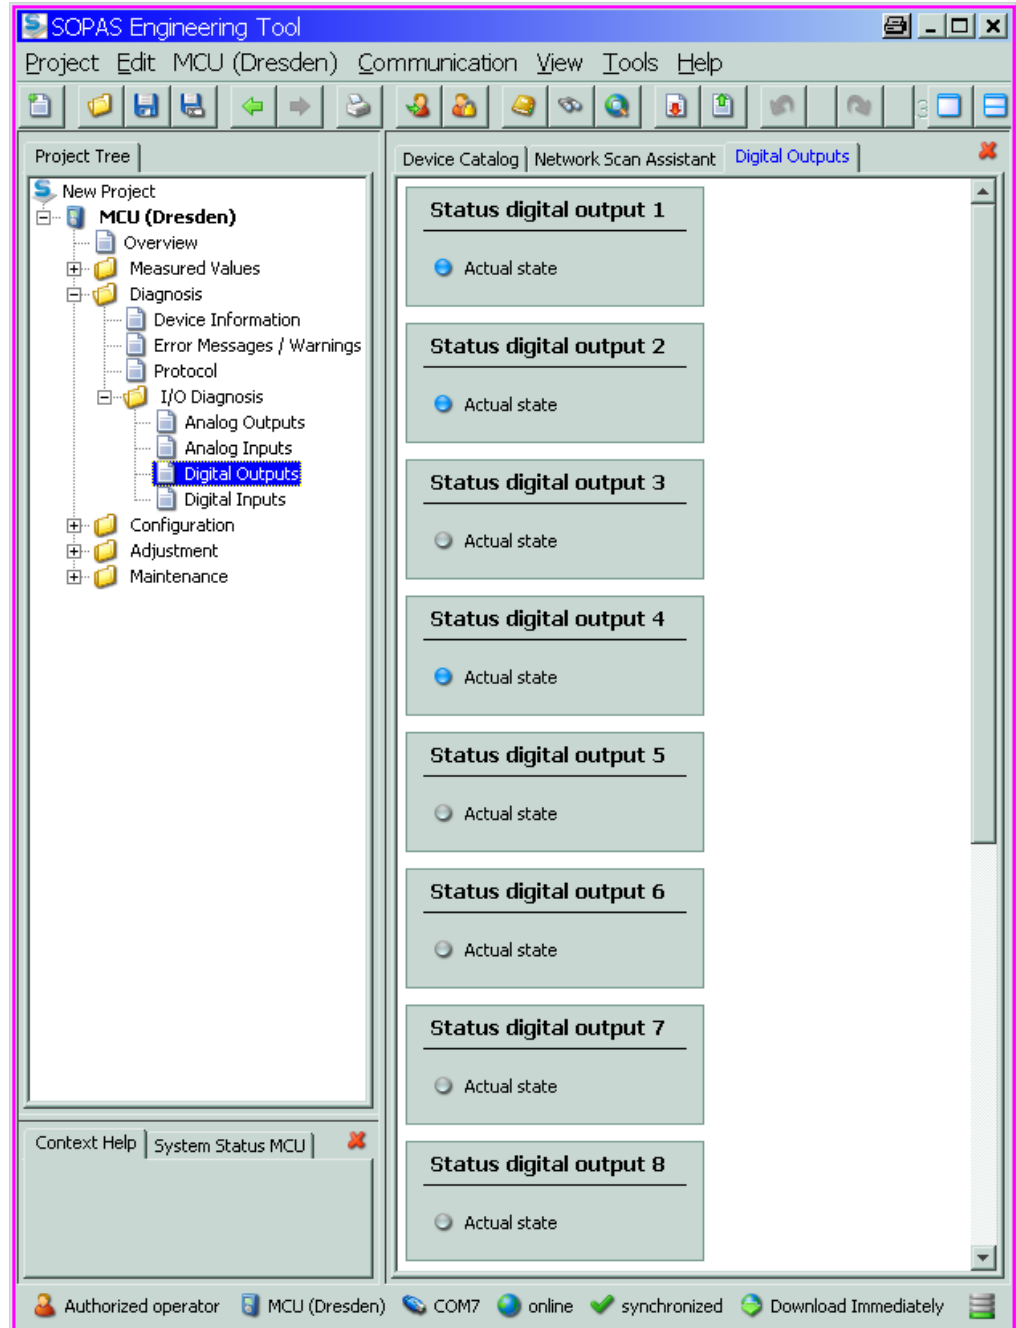 SOPAS Engineering Tool
Project Edit MCU (Dresden) Communication View Tools Help
Project Tree
New Project
MCU (Dresden)
Overview
Measured Values
Diagnosis
Device Information
Error Messages / Warnings
Protocol
I/O Diagnosis
Analog Outputs
Analog Inputs
Digital Outputs
Digital Inputs
Configuration
Adjustment
Maintenance
Context Help System Status MCU
Device Catalog Network Scan Assistant Digital Outputs
Status digital output 1
Actual state
Status digital output 2
Actual state
Status digital output 3
Actual state
Status digital output 4
Actual state
Status digital output 5
Actual state
Status digital output 6
Actual state
Status digital output 7
Actual state
Status digital output 8
Actual state
Authorized operator MCU (Dresden) COM7 online synchronized Download Immediately